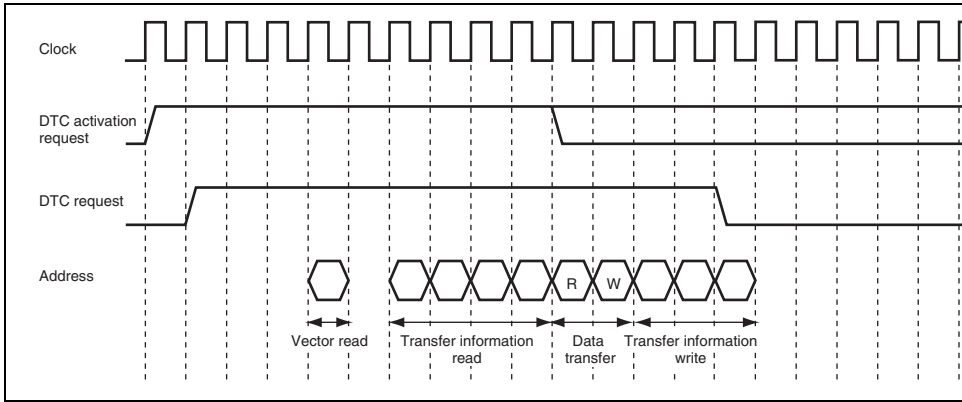 Clock
DTC activation
request
DTC request
Address
R W
Vector read
Transfer information
read
Data
transfer
Transfer information
write